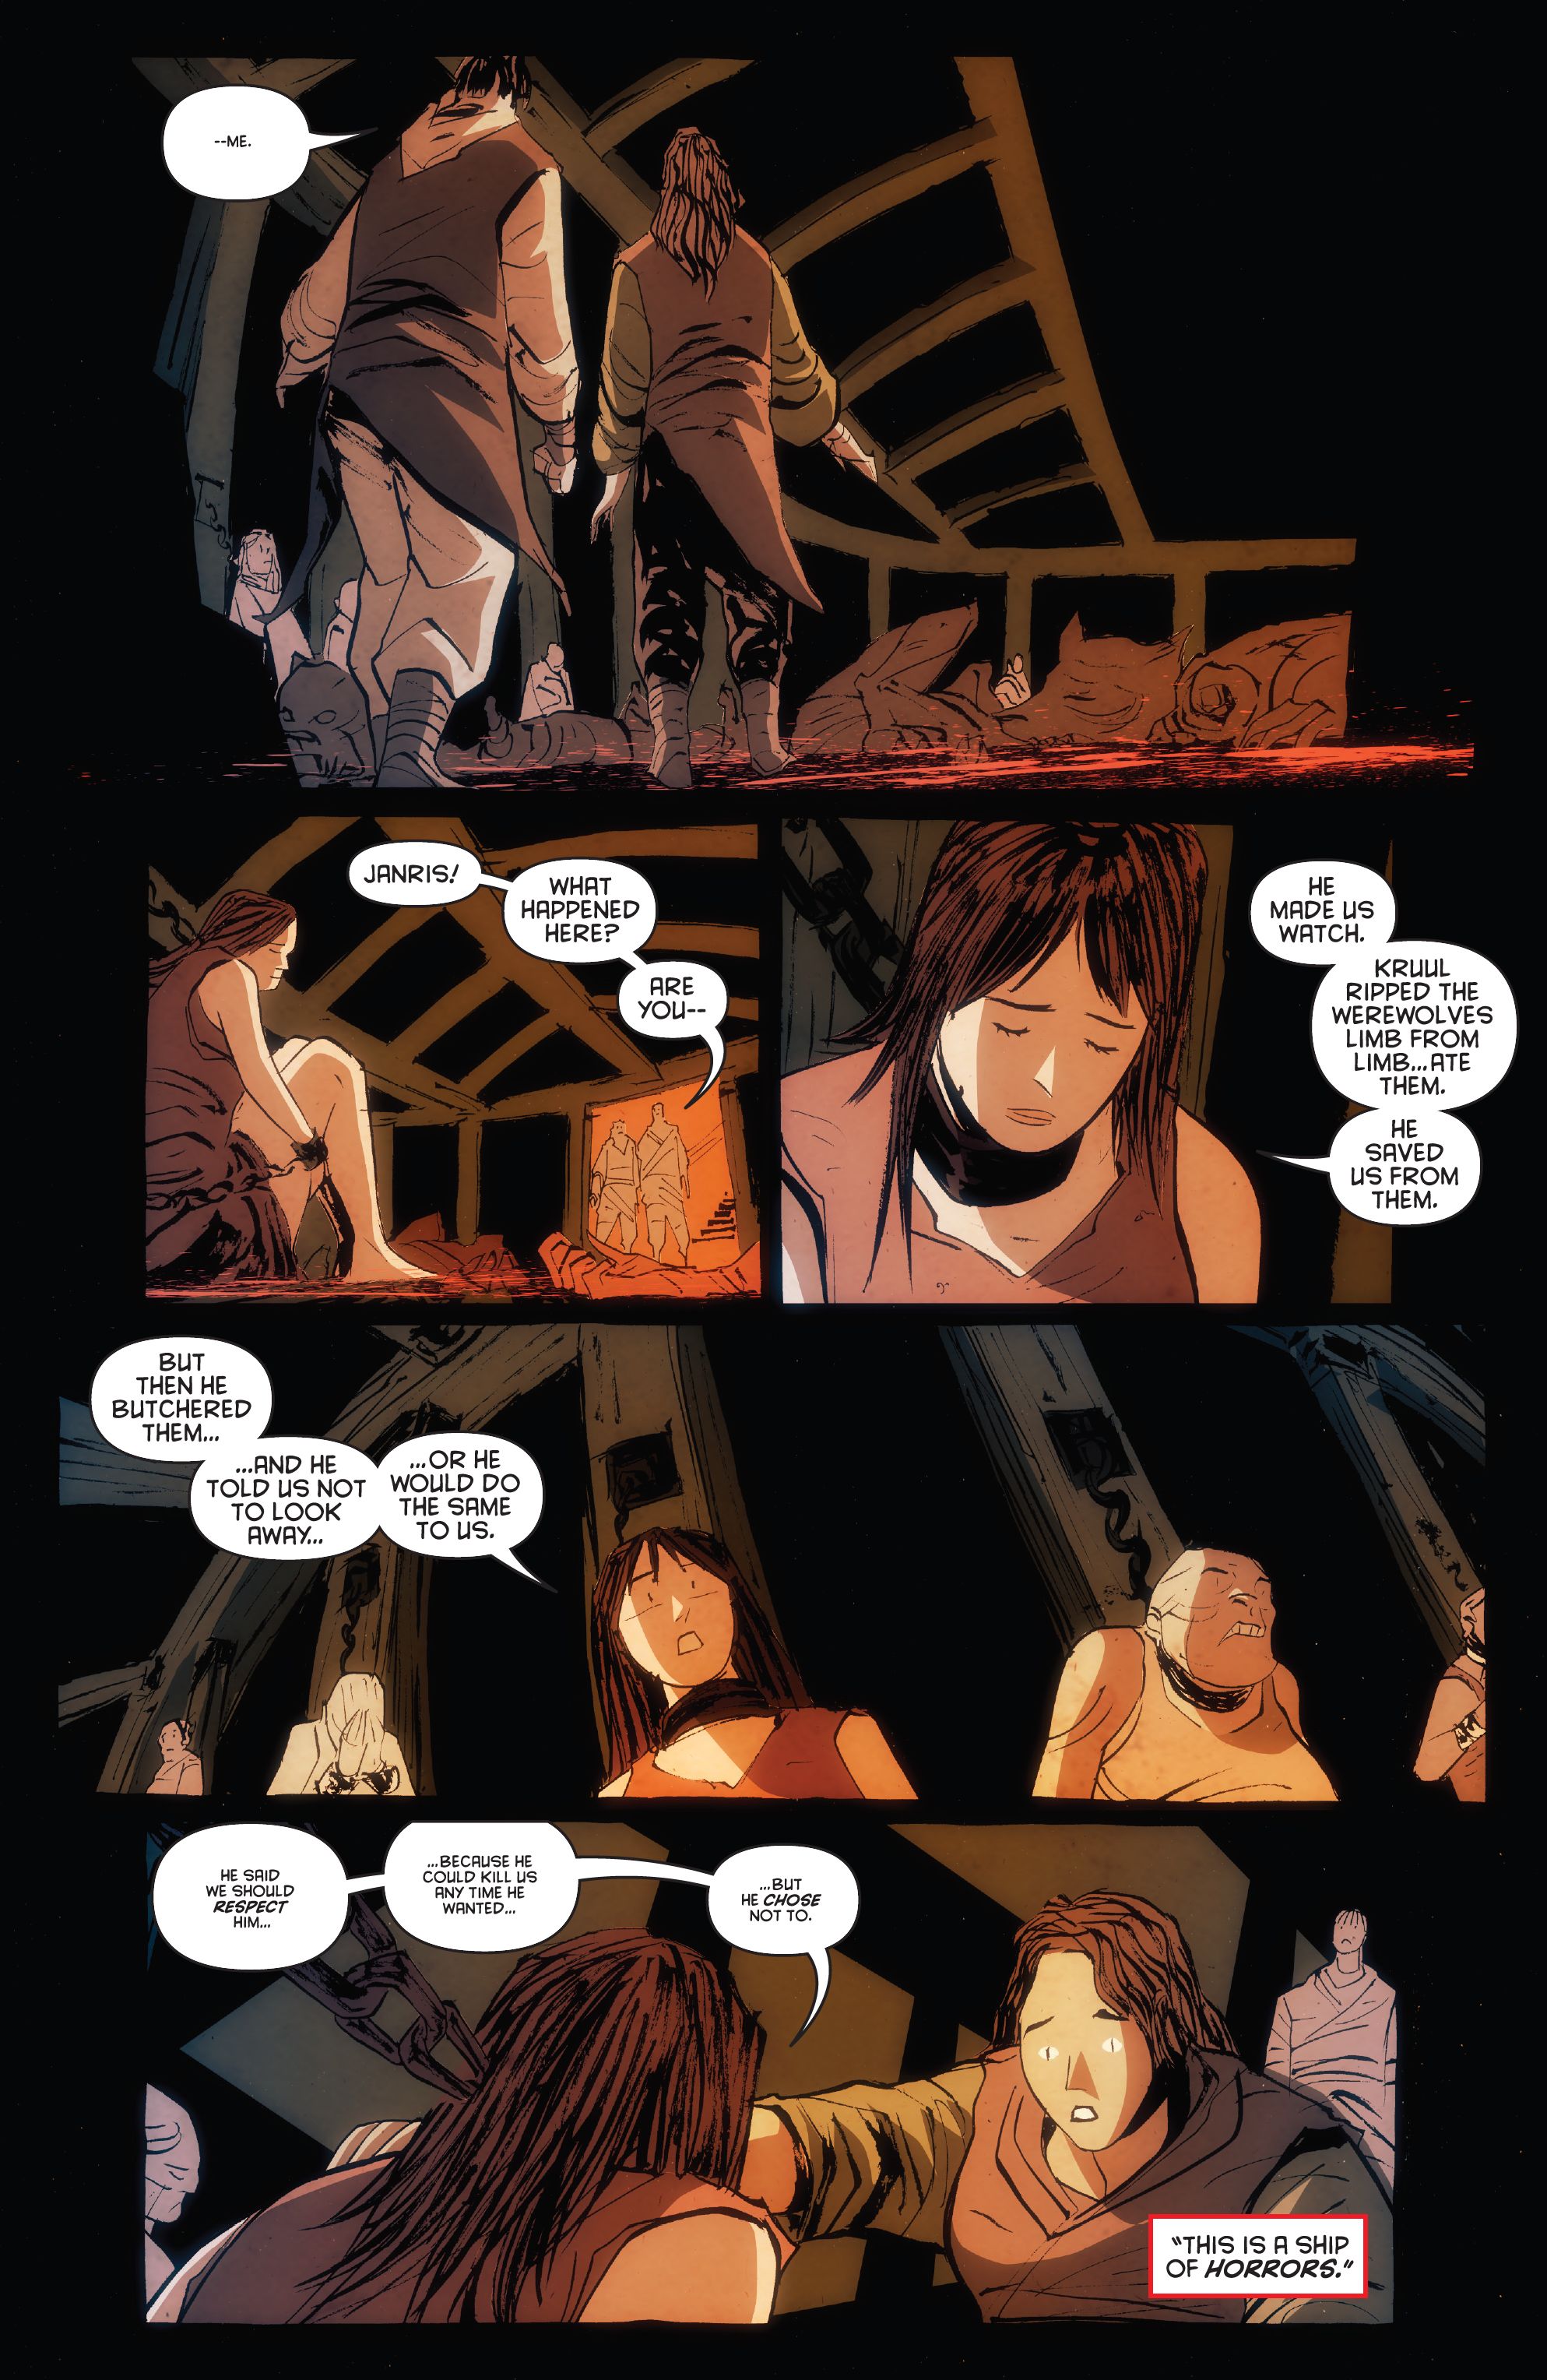 --ME.
JANRIS!
WHAT
HAPPENED
HERE?
ARE
YOU--
HE
MADE US
WATCH.
KRUUL
RIPPED THE
WEREWOLVES
LIMB FROM
LIMB...ATE
THEM.
HE
SAVED
US FROM
THEM.
BUT
THEN HE
BUTCHERED
THEM...
...AND HE
TOLD US NOT
TO LOOK
AWAY...
...OR HE
WOULD DO
THE SAME
TO US.
HE SAID
WE SHOULD
RESPECT
HIM...
...BECAUSE HE
COULD KILL US
ANY TIME HE
WANTED...
...BUT
HE CHOSE
NOT TO.
"THIS IS A SHIP
OF HORRORS."